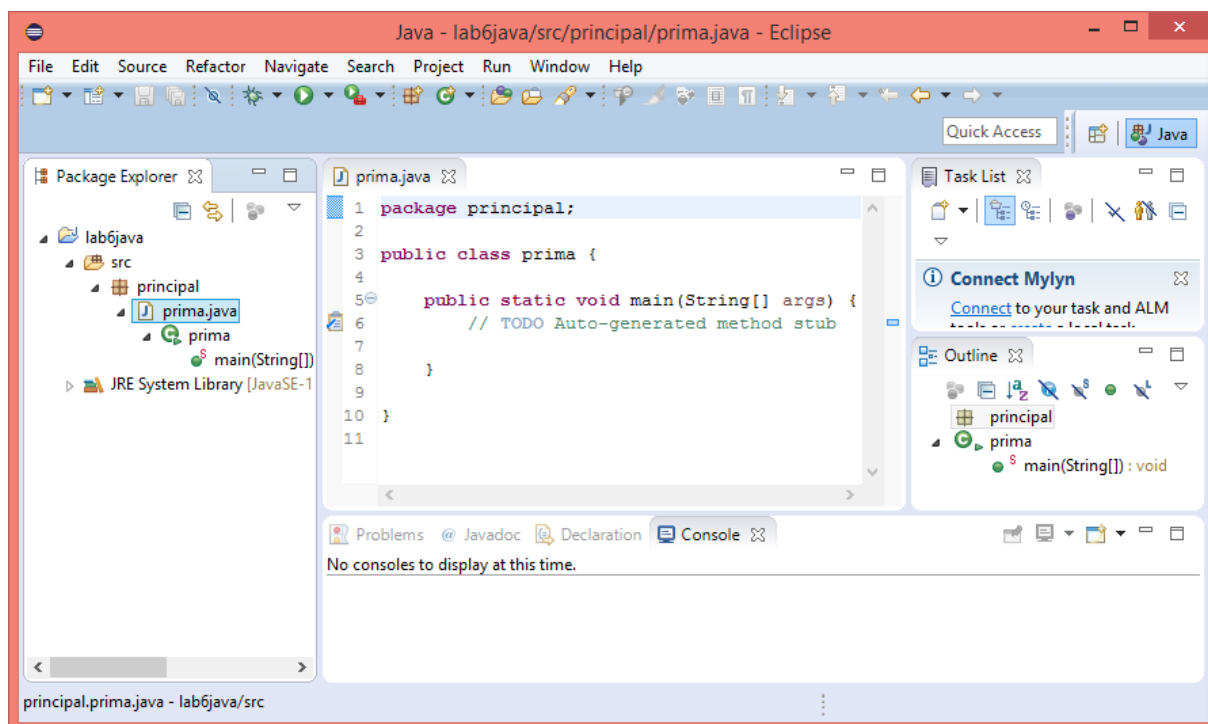 Java - lab6java/src/principal/prima.java - Eclipse
File Edit Source Refactor Navigate Search Project Run Window Help
Quick Access
Java
Package Explorer
lab6java
src
principal
prima.java
prima
main(String[])
JRE System Library [JavaSE-1
prima.java
1 package principal;
2
3 public class prima {
4
5 public static void main(String[] args) {
6 // TODO Auto-generated method stub
7
8 }
9
10 }
11
Task List
Connect Mylyn
Connect to your task and ALM
Outline
principal
prima
main(String[]) : void
Problems @ Javadoc Declaration Console
No consoles to display at this time.
principal.prima.java - lab6java/src